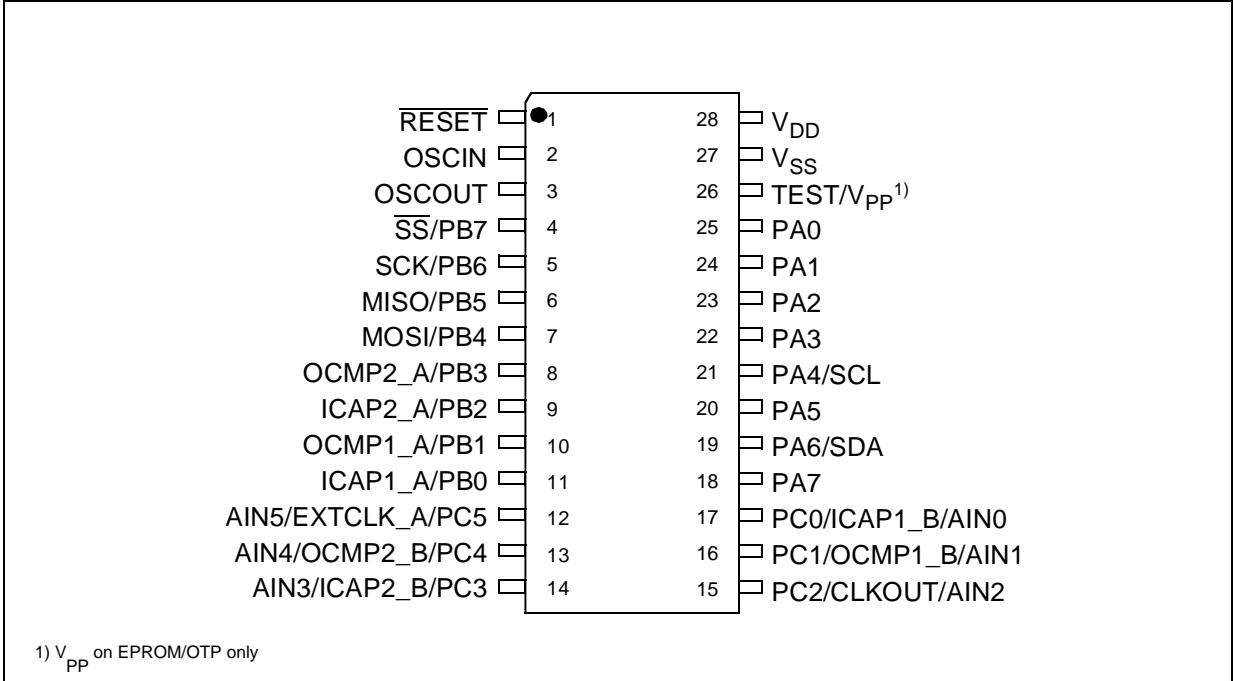 RESET 1 28 VDD
OSCIN 2 27 VSS
OSCOUT 3 26 TEST/VPP1)
SS/PB7 4 25 PA0
SCK/PB6 5 24 PA1
MISO/PB5 6 23 PA2
MOSI/PB4 7 22 PA3
OCMP2_A/PB3 8 21 PA4/SCL
ICAP2_A/PB2 9 20 PA5
OCMP1_A/PB1 10 19 PA6/SDA
ICAP1_A/PB0 11 18 PA7
AIN5/EXTCLK_A/PC5 12 17 PC0/ICAP1_B/AIN0
AIN4/OCMP2_B/PC4 13 16 PC1/OCMP1_B/AIN1
AIN3/ICAP2_B/PC3 14 15 PC2/CLKOUT/AIN2
1) VPP on EPROM/OTP only